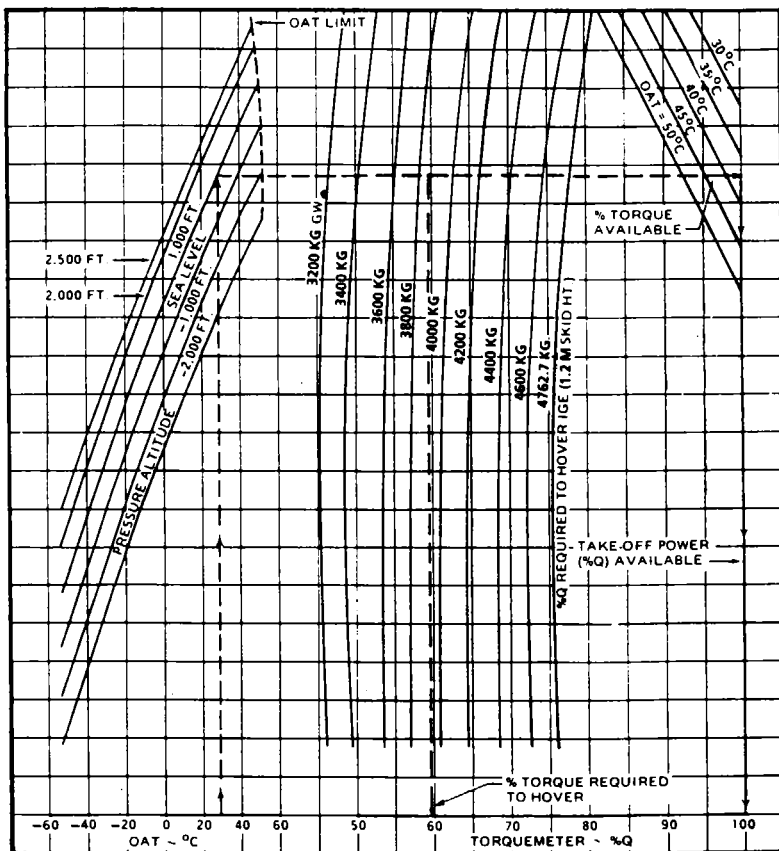 OAT LIMIT
30°C
35°C
40°C
45°C
OAT = 50°C
% TORQUE
AVAILABLE
2.500 FT.
2.000 FT.
1.000 FT.
SEA LEVEL
-1.000 FT.
-2.000 FT.
PRESSURE ALTITUDE
3200 KG GW
3400 KG
3600 KG
3800 KG
4000 KG
4200 KG
4400 KG
4600 KG
4762.7 KG
%Q REQUIRED TO HOVER IGE (1.2 M SKID HT.)
TAKE-OFF POWER
(%Q) AVAILABLE
% TORQUE REQUIRED
TO HOVER
-60 -40 -20 0 20 40 50 60 70 80 90 100
OAT ~ °C TORQUEMETER ~ %Q